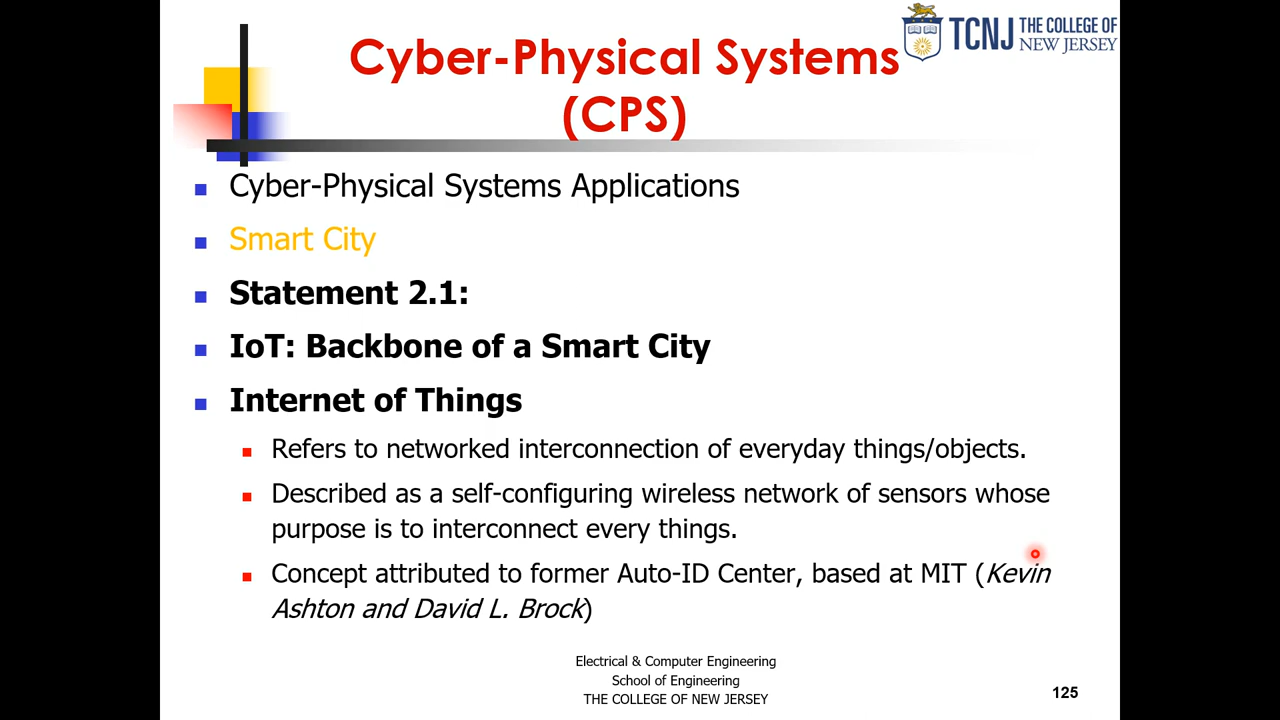 TCNJ THE COLLEGE OF
NEW JERSEY
Cyber-Physical Systems
(CPS)
Cyber-Physical Systems Applications
Smart City
Statement 2.1:
IoT: Backbone of a Smart City
Internet of Things
Refers to networked interconnection of everyday things/objects.
Described as a self-configuring wireless network of sensors whose
purpose is to interconnect every things.
Concept attributed to former Auto-ID Center, based at MIT (Kevin
Ashton and David L. Brock)
Electrical & Computer Engineering
School of Engineering
THE COLLEGE OF NEW JERSEY
125